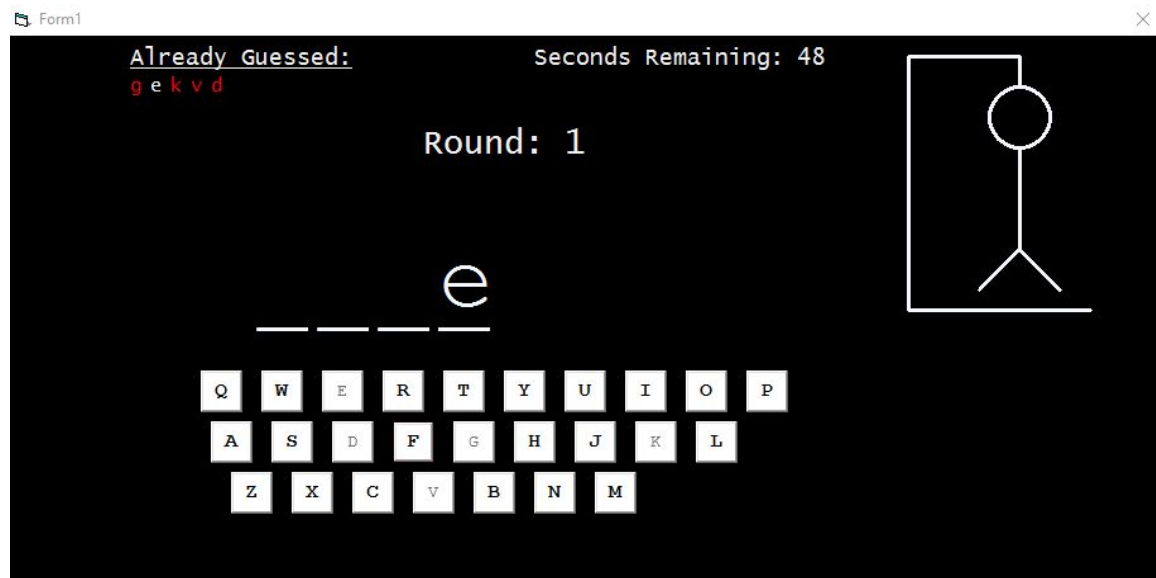 Form1
Already Guessed: Seconds Remaining: 48
g e k v d
Round: 1
e
Q W E R T Y U I O P
A S D F G H J K L
Z X C V B N M